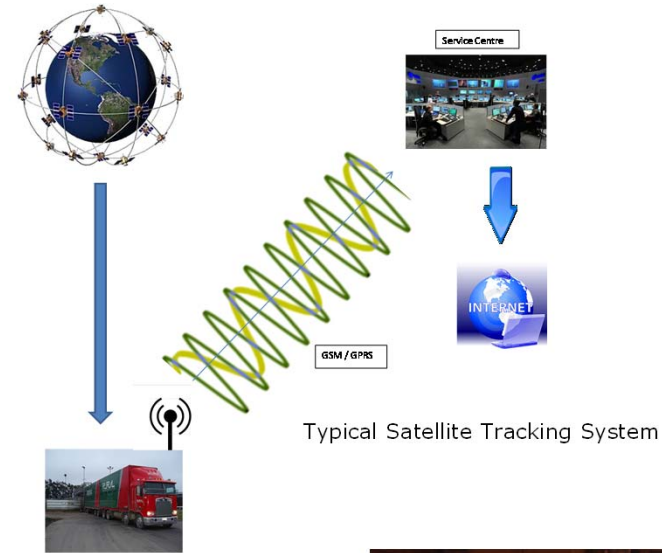 Service Centre
INTERNET
GSM / GPRS
Typical Satellite Tracking System